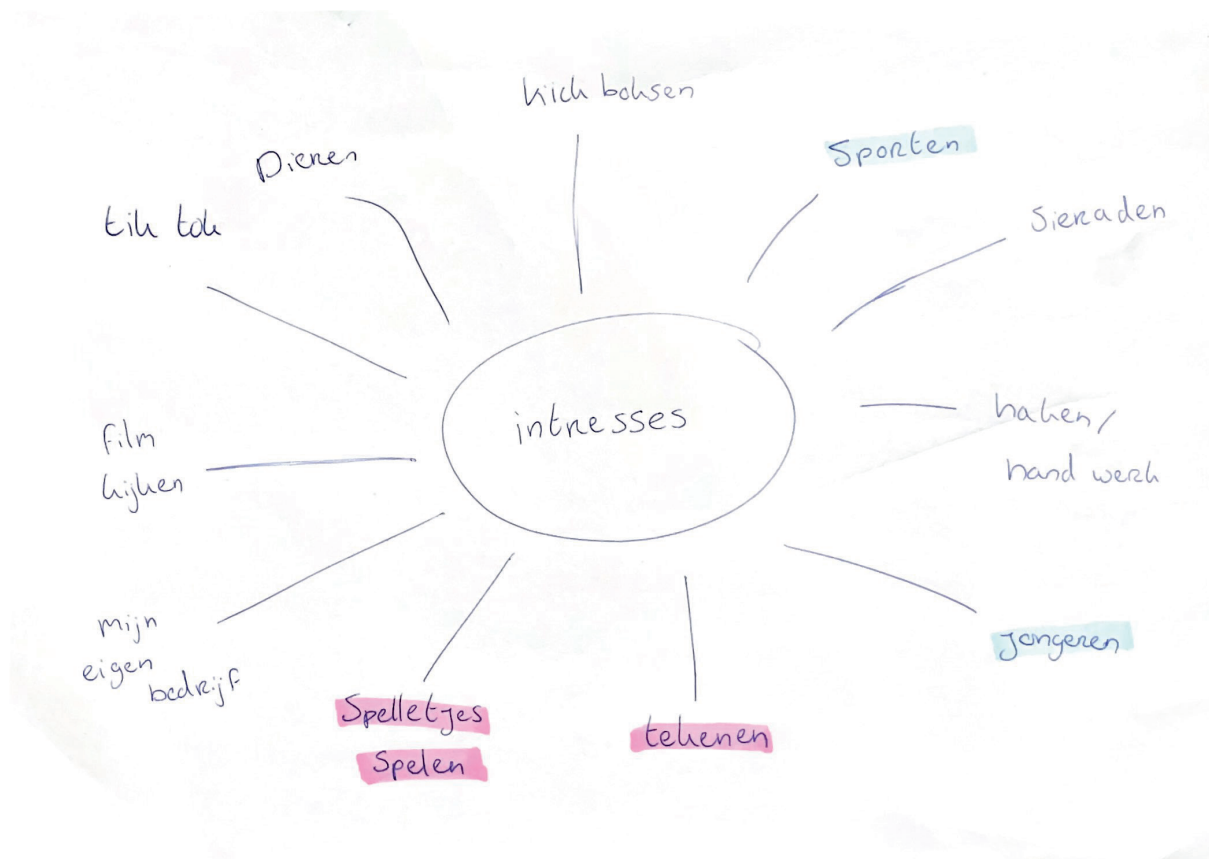 kick boksen
Dieren
Sporten
tik tok
Sieraden
intresses
haken/
hand werk
film
kijken
mijn
eigen
bedrijf
Spelletjes
Spelen
tekenen
jongeren